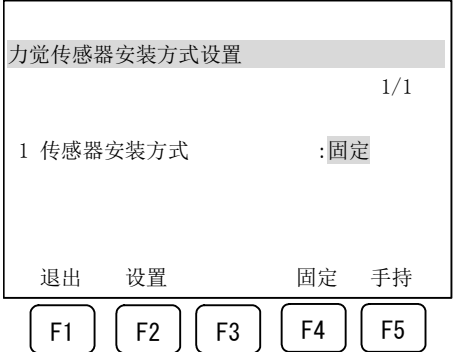 力觉传感器安装方式设置
1/1
1 传感器安装方式 :固定
退出 设置 固定 手持
F1 F2 F3 F4 F5